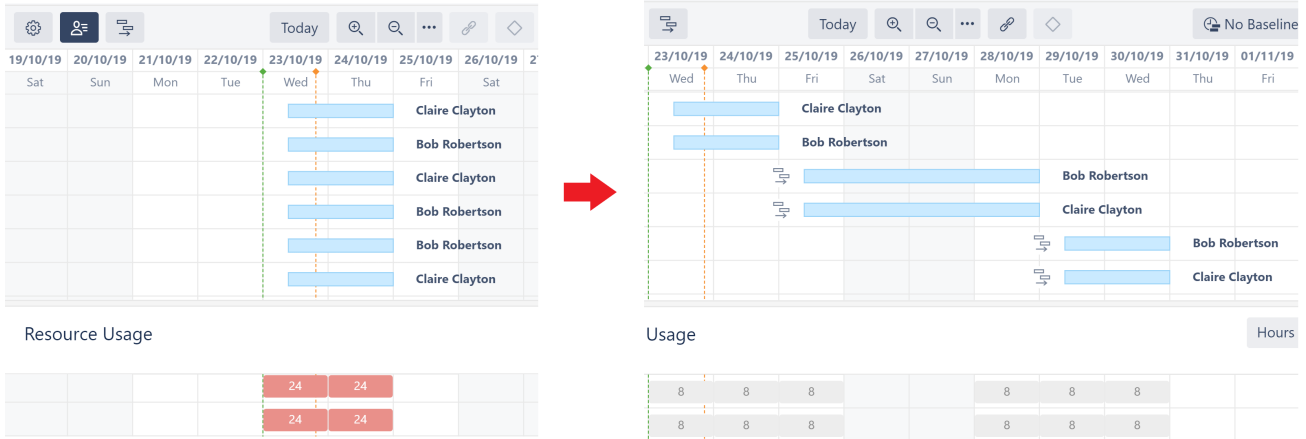 Today
19/10/19 20/10/19 21/10/19 22/10/19 23/10/19 24/10/19 25/10/19 26/10/19
Sat Sun Mon Tue Wed Thu Fri Sat
Claire Clayton
Bob Robertson
Claire Clayton
Bob Robertson
Bob Robertson
Claire Clayton
Resource Usage
24 24
24 24
Today No Baseline
23/10/19 24/10/19 25/10/19 26/10/19 27/10/19 28/10/19 29/10/19 30/10/19 31/10/19 01/11/19
Wed Thu Fri Sat Sun Mon Tue Wed Thu Fri
Claire Clayton
Bob Robertson
Bob Robertson
Claire Clayton
Bob Robertson
Claire Clayton
Usage Hours
8 8 8 8 8 8
8 8 8 8 8 8